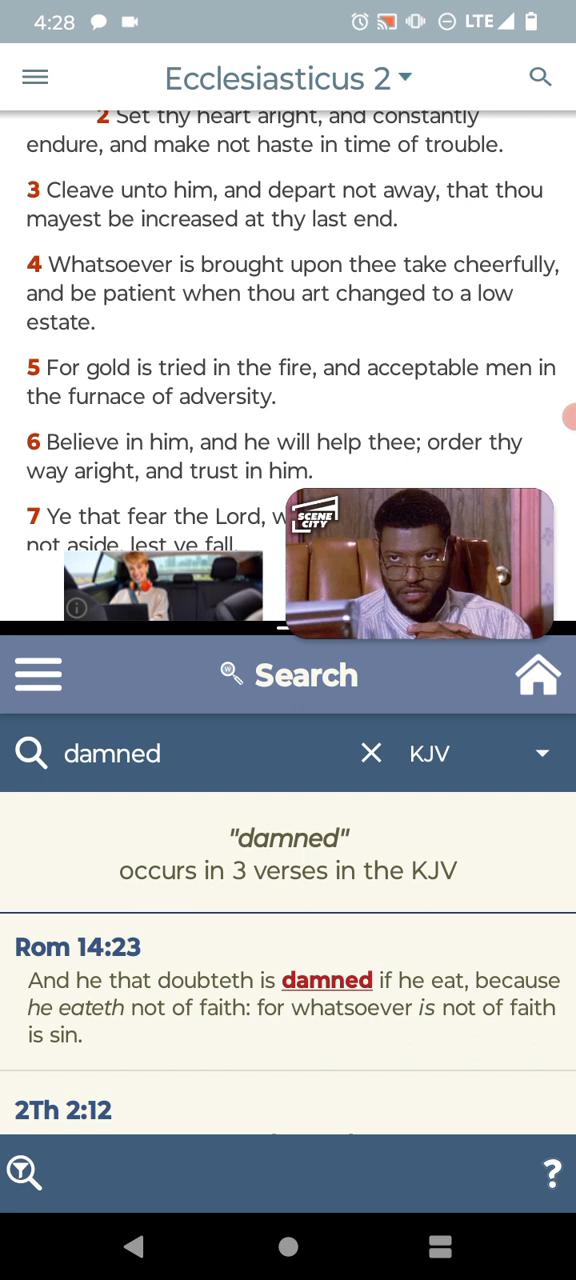 4:28
LTE
Ecclesiasticus 2
2 Set thy heart aright, and constantly
endure, and make not haste in time of trouble.
3 Cleave unto him, and depart not away, that thou
mayest be increased at thy last end.
4 Whatsoever is brought upon thee take cheerfully,
and be patient when thou art changed to a low
estate.
5 For gold is tried in the fire, and acceptable men in
the furnace of adversity.
6 Believe in him, and he will help thee; order thy
way aright, and trust in him.
7 Ye that fear the Lord, w
not aside, lest ye fall.
SCENE
CITY
Search
damned
KJV
"damned"
occurs in 3 verses in the KJV
Rom 14:23
And he that doubteth is damned if he eat, because
he eateth not of faith: for whatsoever is not of faith
is sin.
2Th 2:12
?